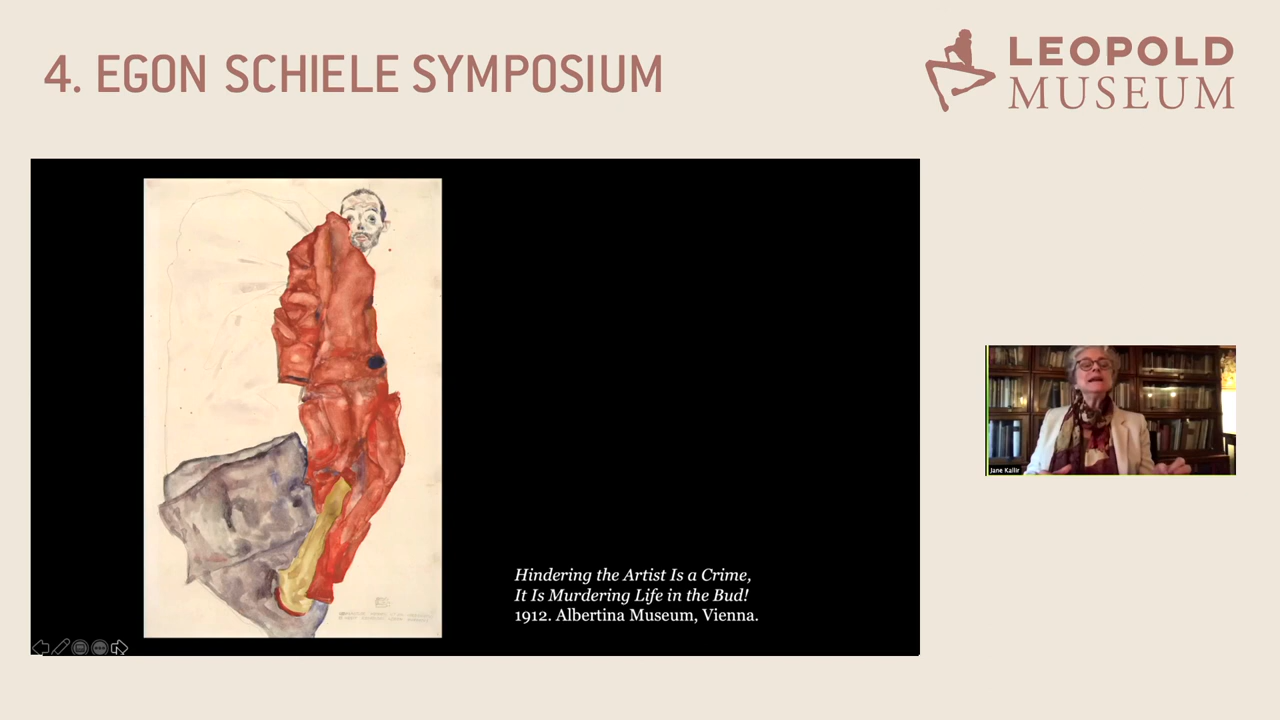 4. EGON SCHIELE SYMPOSIUM
LEOPOLD
MUSEUM
Hindering the Artist Is a Crime,
It Is Murdering Life in the Bud!
1912. Albertina Museum, Vienna.
Jane Kallir